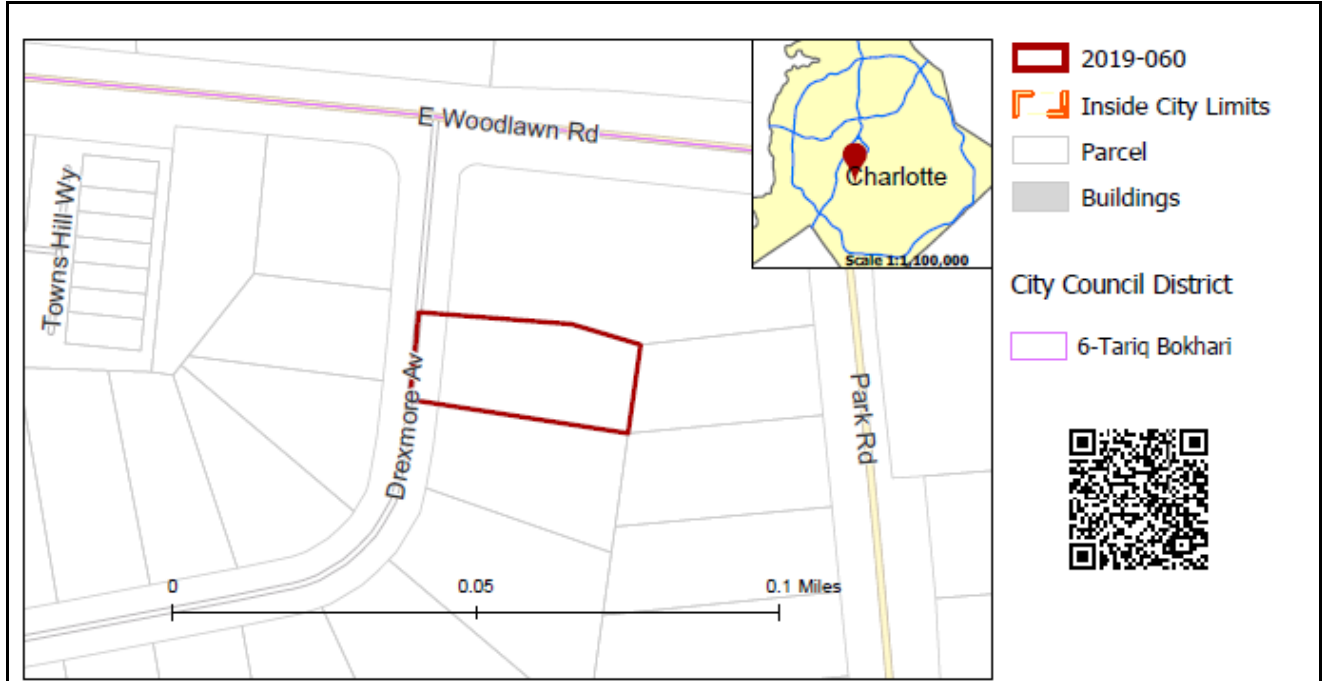 E Woodlawn Rd
Towns Hill Wy
Drexmore Av
Park Rd
0
0.05
0.1 Miles
Charlotte
Scale 1:1,100,000
2019-060
Inside City Limits
Parcel
Buildings
City Council District
6-Tariq Bokhari